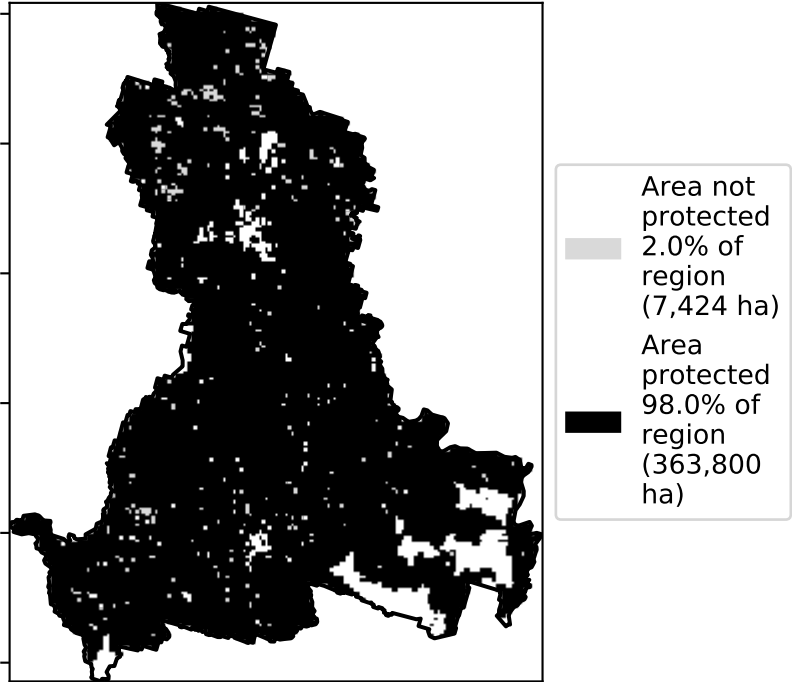 Area not
protected
2.0% of
region
(7,424 ha)
Area
protected
98.0% of
region
(363,800
ha)